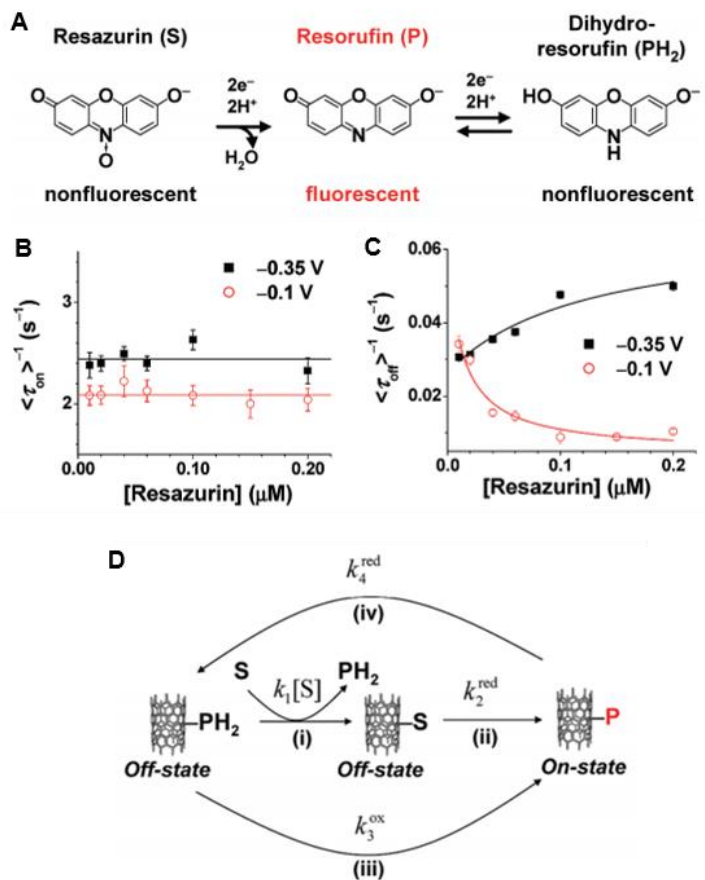 A
Resazurin (S)
Resorufin (P)
Dihydro-
resorufin (PH₂)
O
O
O⁻
N
O
2e⁻
2H⁺
H₂O
O
O
O⁻
N
2e⁻
2H⁺
HO
O
O⁻
N
H
nonfluorescent
fluorescent
nonfluorescent
B
<τon>⁻¹ (s⁻¹)
3
2
−0.35 V
−0.1 V
0.00
0.10
0.20
[Resazurin] (μM)
C
<τoff>⁻¹ (s⁻¹)
0.06
0.04
0.02
−0.35 V
−0.1 V
0.0
0.1
0.2
[Resazurin] (μM)
D
k₄ʳᵉᵈ
(iv)
S
PH₂
k₁[S]
(i)
PH₂
Off-state
S
Off-state
k₂ʳᵉᵈ
(ii)
P
On-state
k₃ᵒˣ
(iii)